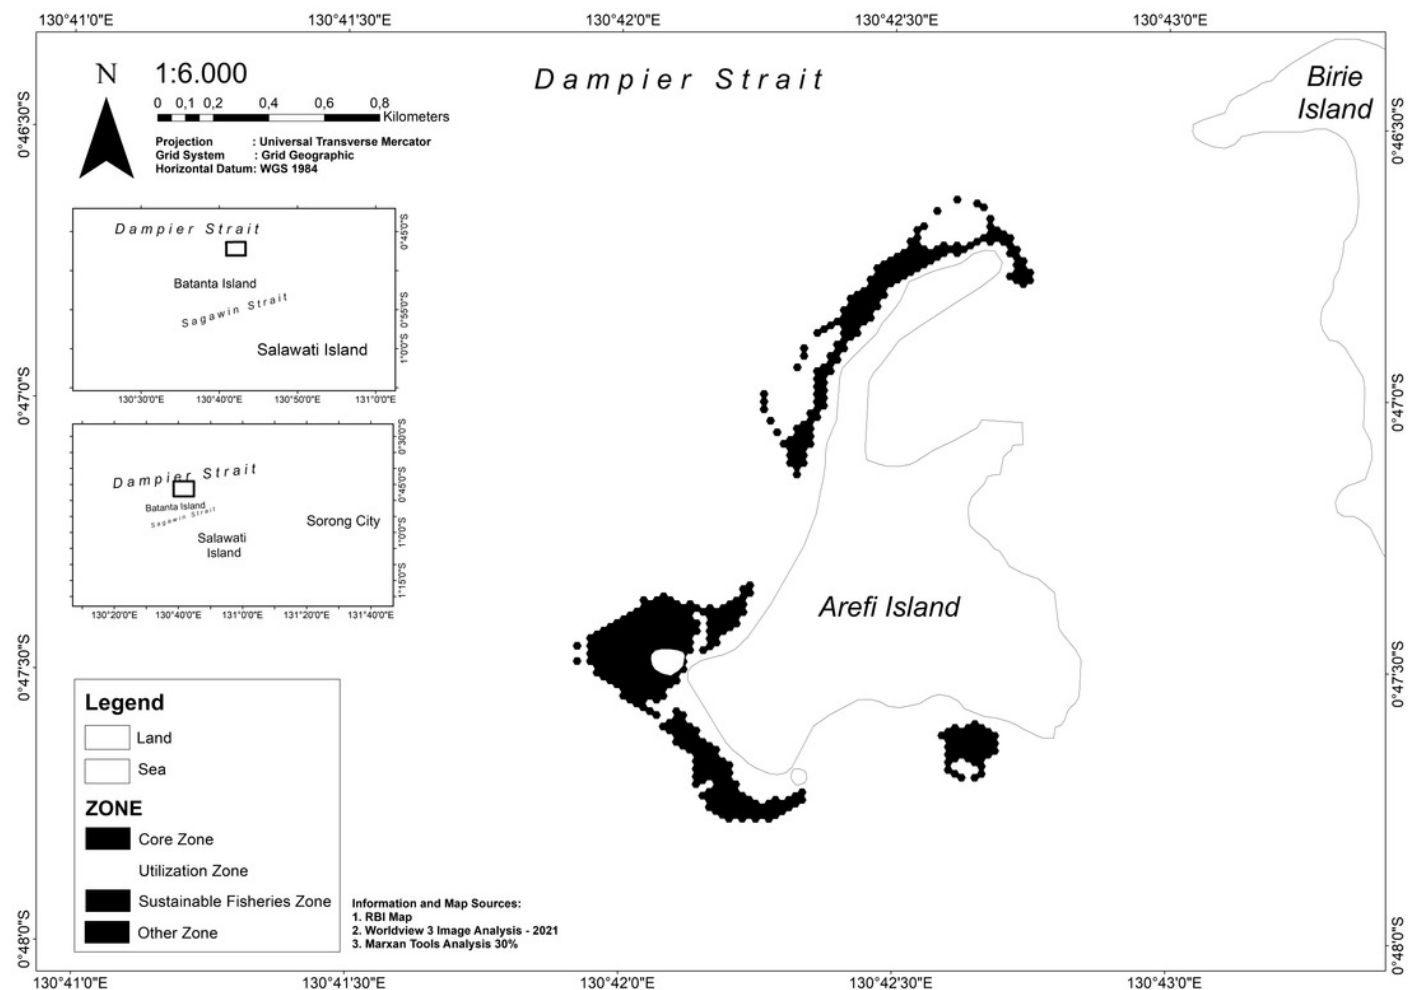 130°41'0"E 130°41'30"E 130°42'0"E 130°42'30"E 130°43'0"E
N
1:6.000
0 0,1 0,2 0,4 0,6 0,8
Kilometers
Projection : Universal Transverse Mercator
Grid System : Grid Geographic
Horizontal Datum: WGS 1984
Dampier Strait
Birie
Island
0°46'30"S
0°46'30"S
Dampier Strait
Batanta Island
Sagawin Strait
Salawati Island
0°45'0"S
0°55'0"S
1°0'0"S
130°30'0"E 130°40'0"E 130°50'0"E 131°0'0"E
0°47'0"S
0°47'0"S
Dampier Strait
Batanta Island
Sagawin Strait
Salawati
Island
Sorong City
0°30'0"S
0°45'0"S
1°0'0"S
1°15'0"S
130°20'0"E 130°40'0"E 131°0'0"E 131°20'0"E 131°40'0"E
Arefi Island
0°47'30"S
0°47'30"S
Legend
Land
Sea
ZONE
Core Zone
Utilization Zone
Sustainable Fisheries Zone
Other Zone
Information and Map Sources:
1. RBI Map
2. Worldview 3 Image Analysis - 2021
3. Marxan Tools Analysis 30%
0°48'0"S
0°48'0"S
130°41'0"E 130°41'30"E 130°42'0"E 130°42'30"E 130°43'0"E